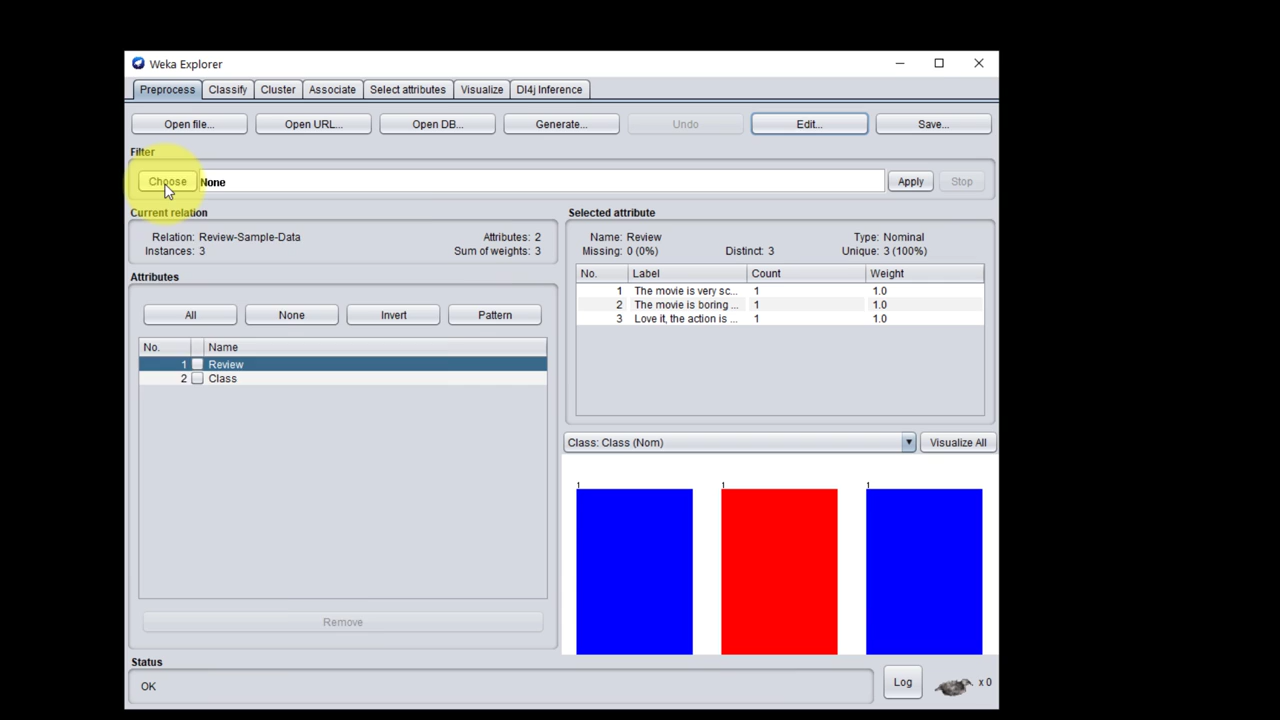 Weka Explorer
Preprocess Classify Cluster Associate Select attributes Visualize Dl4j Inference
Open file... Open URL... Open DB... Generate... Undo Edit... Save...
Filter
Choose None Apply Stop
Current relation
Relation: Review-Sample-Data Attributes: 2
Instances: 3 Sum of weights: 3
Attributes
All None Invert Pattern
No. Name
1 Review
2 Class
Remove
Selected attribute
Name: Review Type: Nominal
Missing: 0 (0%) Distinct: 3 Unique: 3 (100%)
No. Label Count Weight
1 The movie is very sc... 1 1.0
2 The movie is boring ... 1 1.0
3 Love it, the action is ... 1 1.0
Class: Class (Nom) Visualize All
1 1 1
Status
OK Log x 0